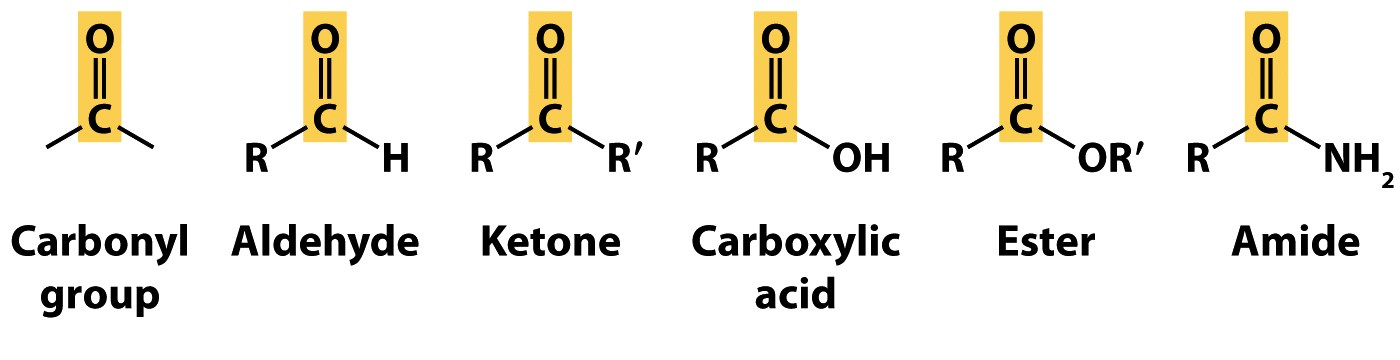 O O O O O O
C C C C C C
R H R R′ R OH R OR′ R NH₂
Carbonyl Aldehyde Ketone Carboxylic Ester Amide
group acid